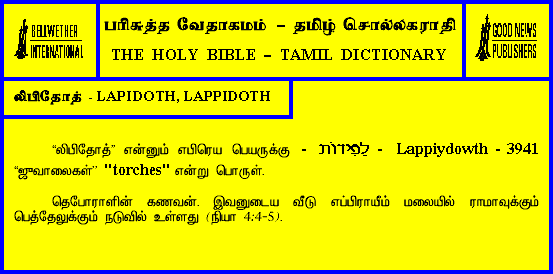 BELLWETHER
INTERNATIONAL
பரிசுத்த வேதாகமம் – தமிழ் சொல்லகராதி
THE HOLY BIBLE – TAMIL DICTIONARY
GOOD NEWS
PUBLISHERS
லிபிதோத் - LAPIDOTH, LAPPIDOTH
“லிபிதோத்” என்னும் எபிரெய பெயருக்கு - לַפִּידוֹת - Lappiydowth - 3941
“ஜுவாலைகள்” "torches" என்று பொருள்.
தெபோராளின் கணவன். இவனுடைய வீடு எப்பிராயீம் மலையில் ராமாவுக்கும்
பெத்தேலுக்கும் நடுவில் உள்ளது (நியா 4:4-5).